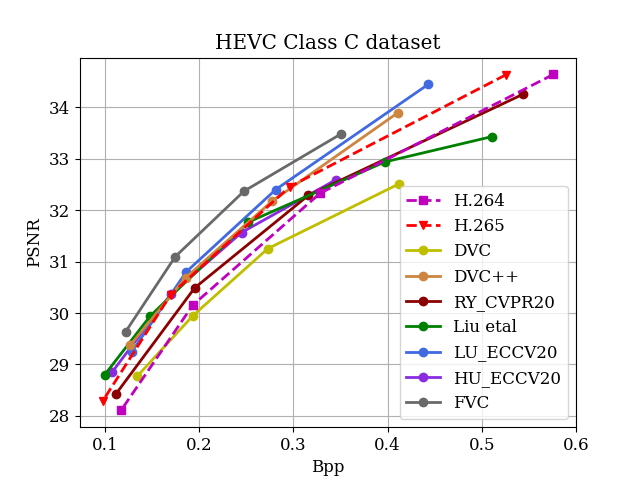 HEVC Class C dataset
PSNR
34
33
32
31
30
29
28
0.1 0.2 0.3 0.4 0.5 0.6
Bpp
H.264
H.265
DVC
DVC++
RY_CVPR20
Liu etal
LU_ECCV20
HU_ECCV20
FVC